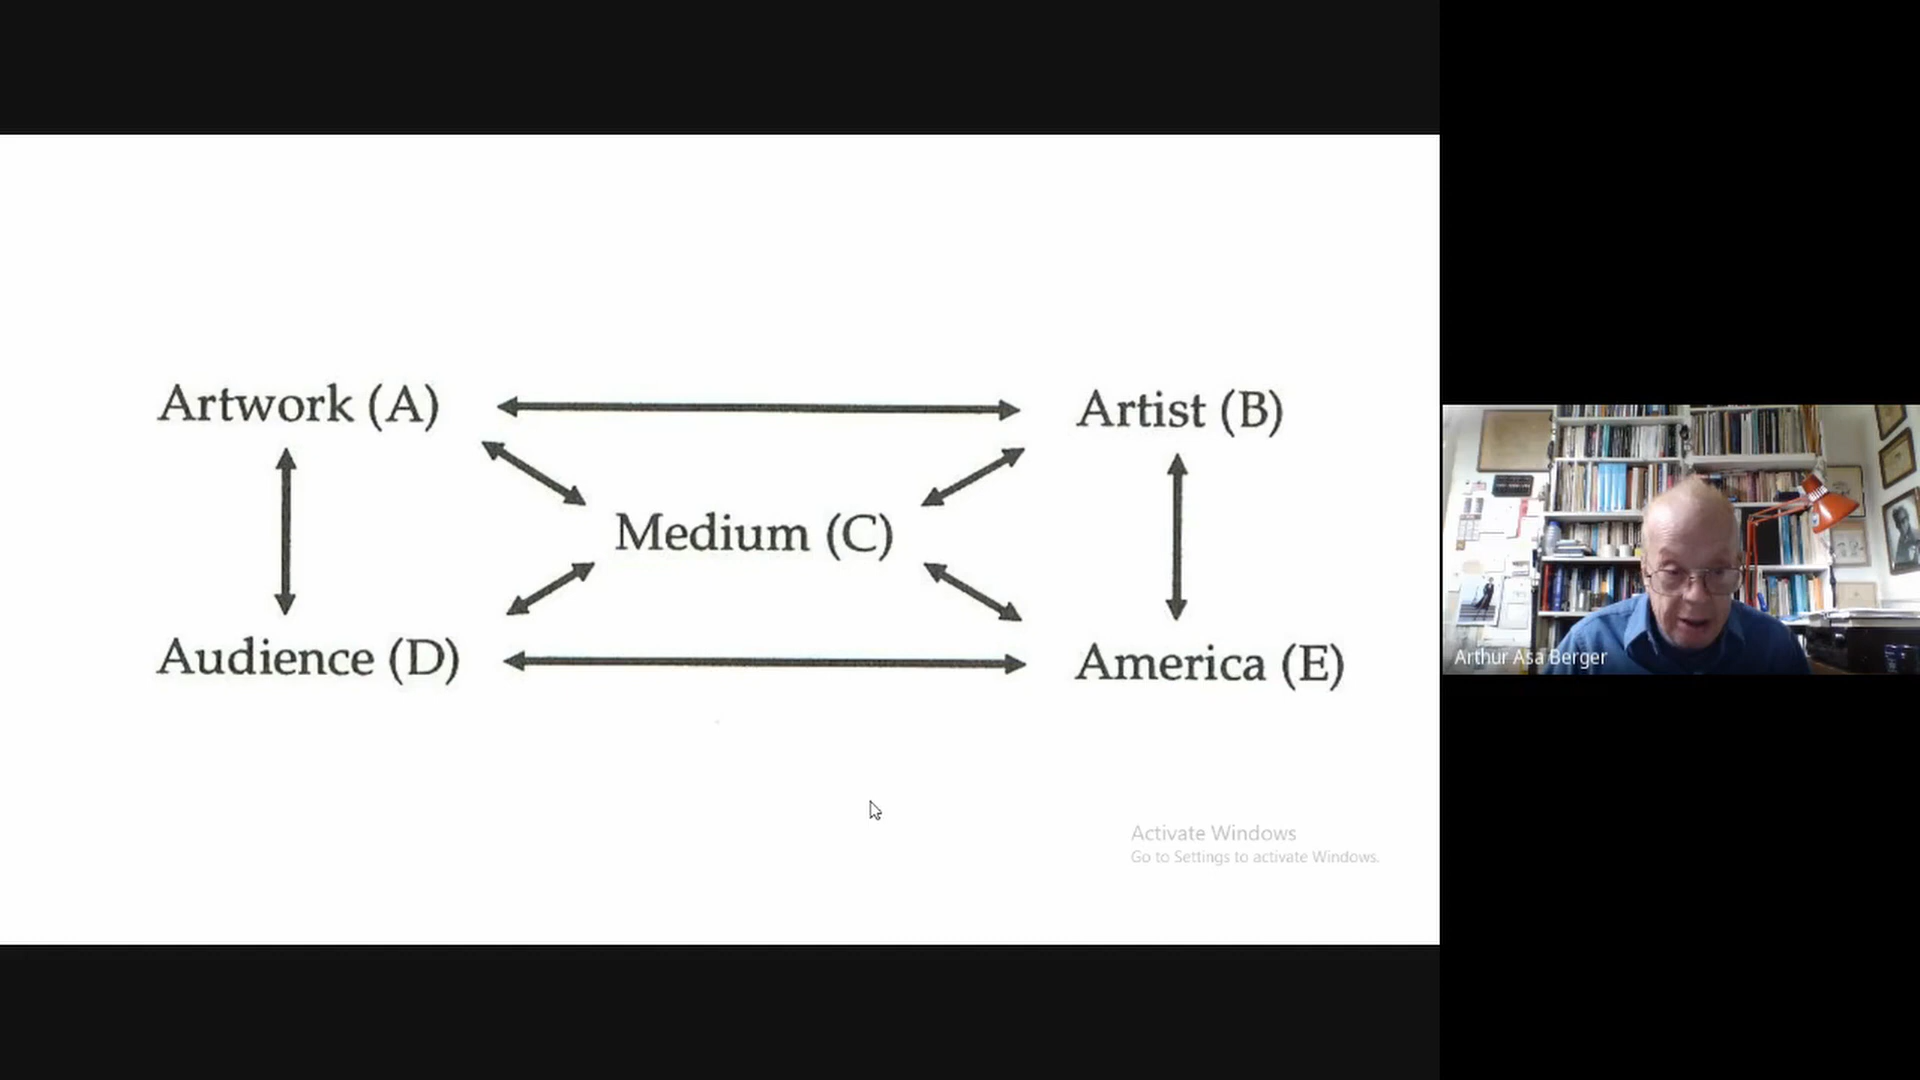 Artwork (A)
Artist (B)
Medium (C)
Audience (D)
America (E)
Activate Windows
Go to Settings to activate Windows.
Arthur Asa Berger